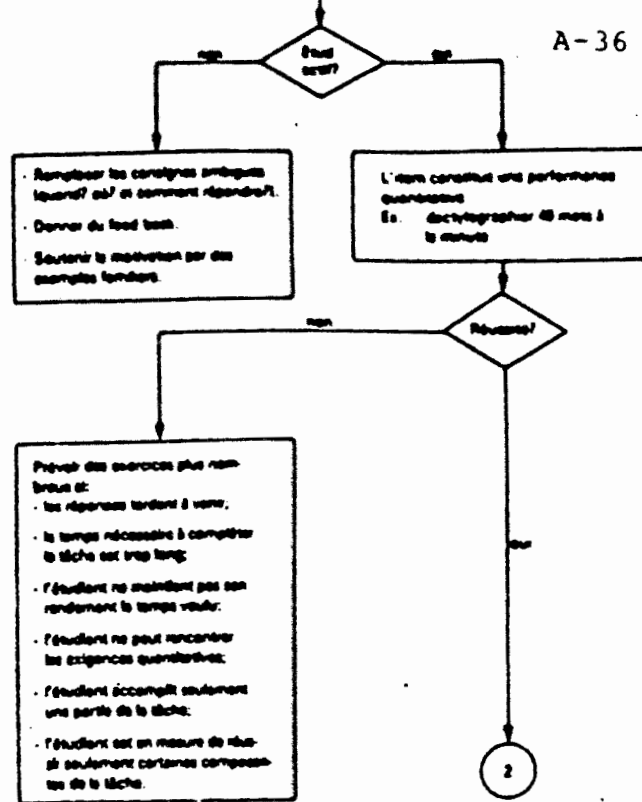 A-36
non
Était
actif?
oui
· Remplacer les consignes ambiguës
(quand? où? et comment répondre?).
· Donner du feed back.
Soutenir la motivation par des
exemples familiers.
L'item constitue une performance
quantitative
Ex. dactylographier 48 mots à
la minute
Réussite?
non
Prévoir des exercices plus nom-
breux si:
· les réponses tardent à venir;
· le temps nécessaire à compléter
la tâche est trop long;
· l'étudiant ne maintient pas son
rendement le temps voulu;
· l'étudiant ne peut rencontrer
les exigences quantitatives;
· l'étudiant accomplit seulement
une partie de la tâche;
· l'étudiant est en mesure de réus-
sir seulement certaines composan-
tes de la tâche.
oui
2